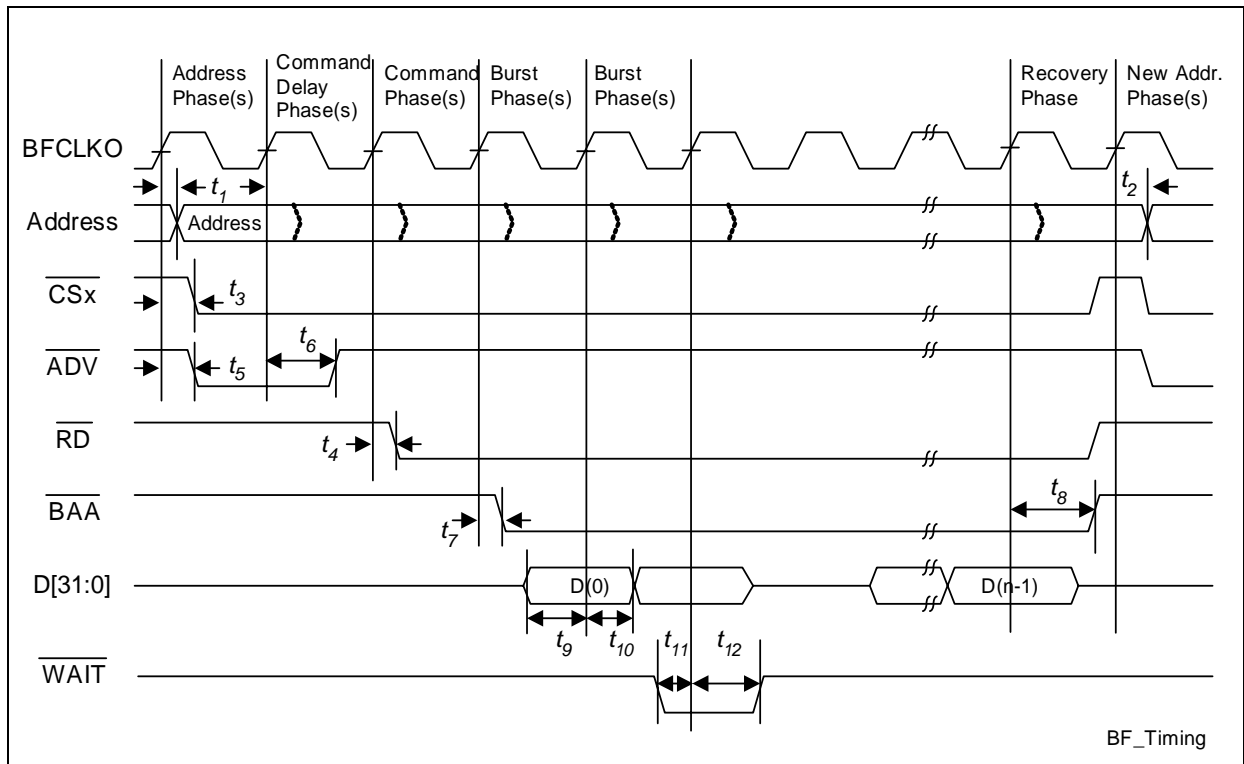 Address
Phase(s)
Command
Delay
Phase(s)
Command
Phase(s)
Burst
Phase(s)
Burst
Phase(s)
Recovery
Phase
New Addr.
Phase(s)
BFCLKO
t1
t2
Address
Address
CSx
t3
ADV
t5
t6
RD
t4
BAA
t7
t8
D[31:0]
D(0)
D(n-1)
t9
t10
t11
t12
WAIT
BF_Timing